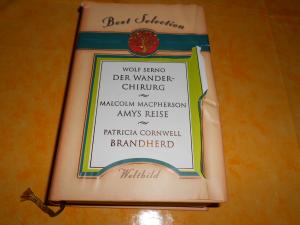 Best Selection
WOLF SERNO
DER WANDER-
CHIRURG
MALCOLM MACPHERSON
AMYS REISE
PATRICIA CORNWELL
BRANDHERD
Weltbild